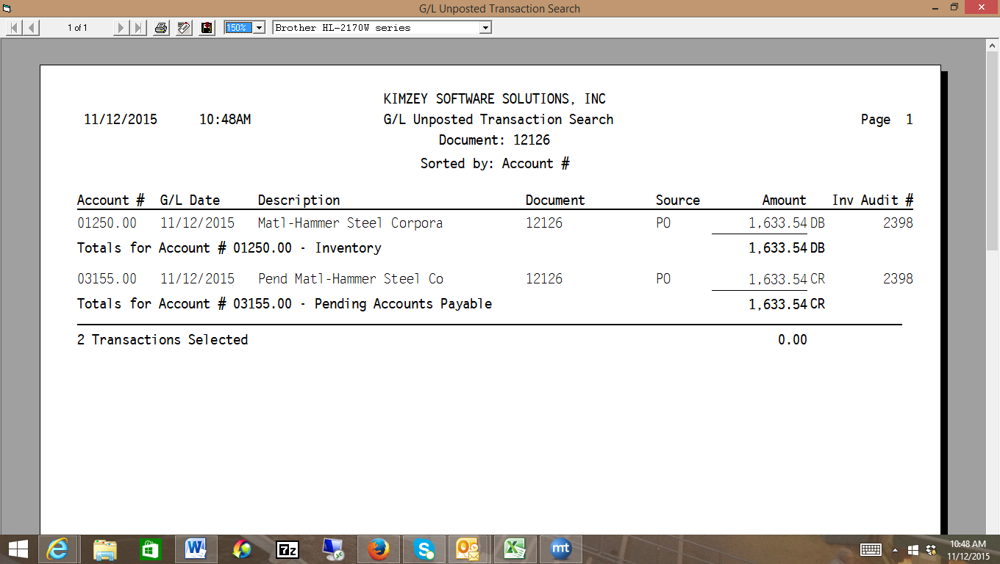 G/L Unposted Transaction Search
1 of 1 150% Brother HL-2170W series
KIMZEY SOFTWARE SOLUTIONS, INC
11/12/2015 10:48AM G/L Unposted Transaction Search Page 1
Document: 12126
Sorted by: Account #
Account # G/L Date Description Document Source Amount Inv Audit #
01250.00 11/12/2015 Matl-Hammer Steel Corpora 12126 PO 1,633.54 DB 2398
Totals for Account # 01250.00 - Inventory 1,633.54 DB
03155.00 11/12/2015 Pend Matl-Hammer Steel Co 12126 PO 1,633.54 CR 2398
Totals for Account # 03155.00 - Pending Accounts Payable 1,633.54 CR
2 Transactions Selected 0.00
7z mt
10:48 AM
11/12/2015